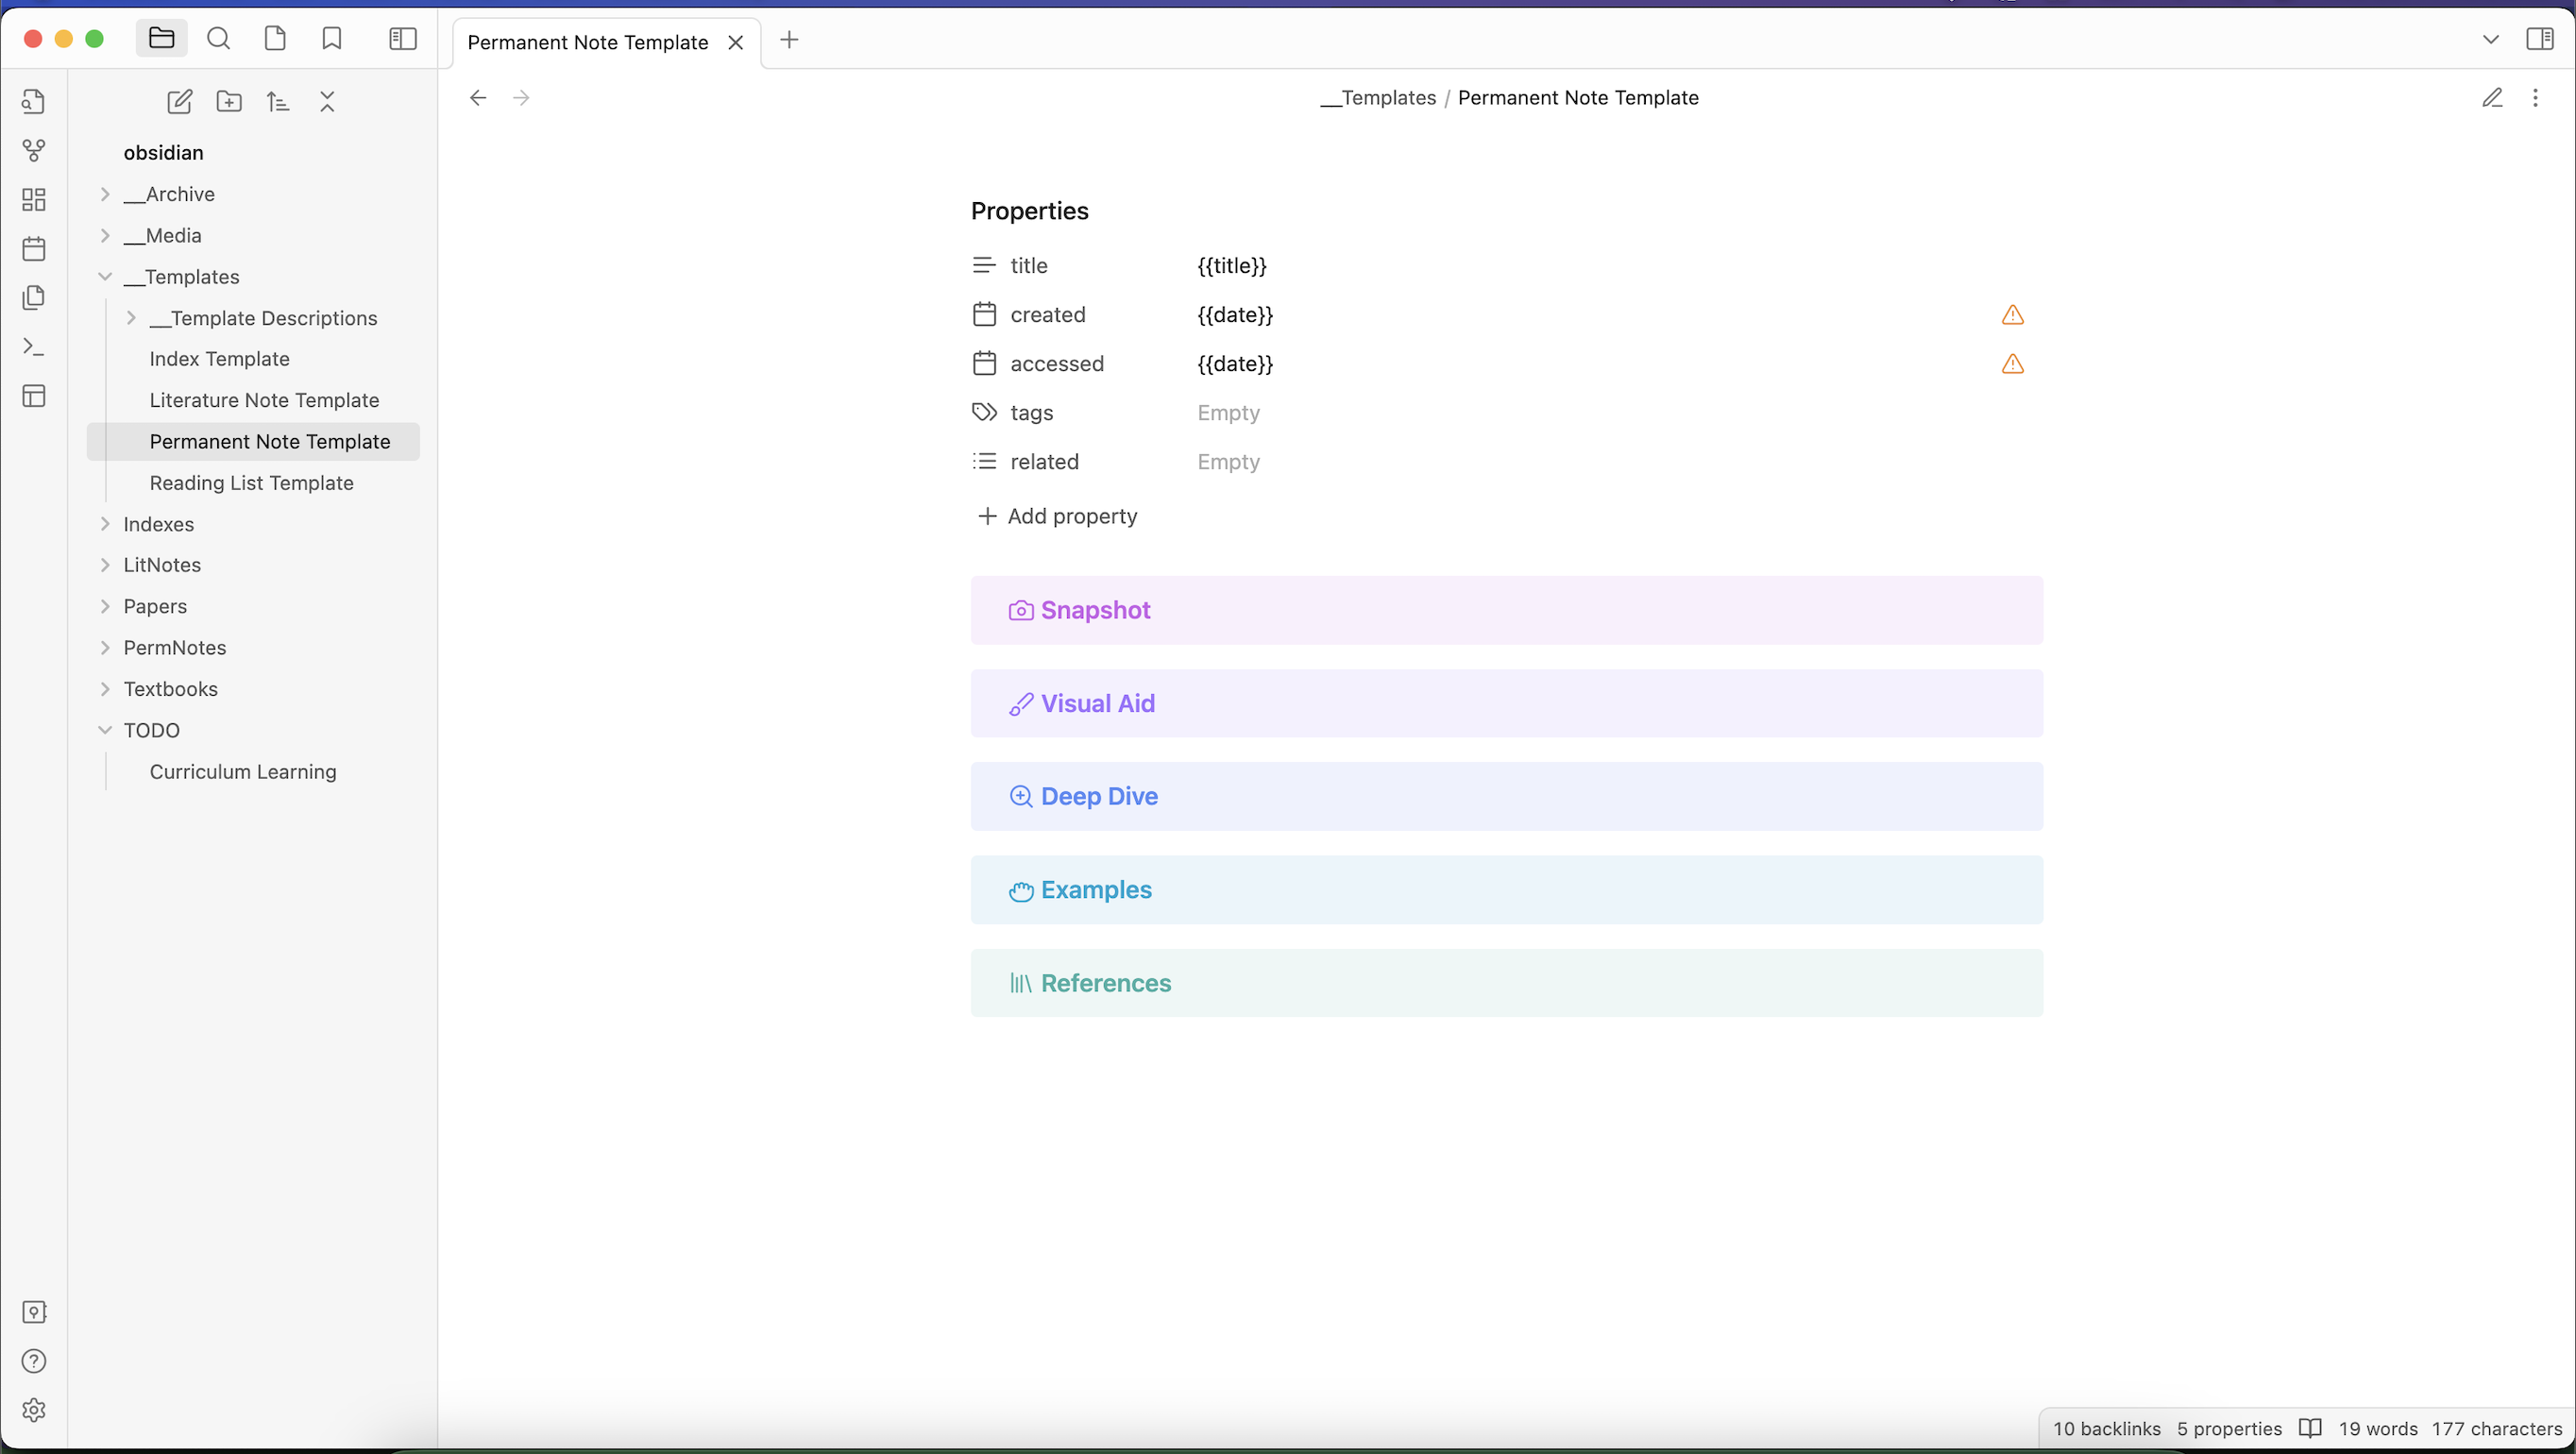 Permanent Note Template
__Templates / Permanent Note Template
obsidian
__Archive
__Media
__Templates
__Template Descriptions
Index Template
Literature Note Template
Permanent Note Template
Reading List Template
Indexes
LitNotes
Papers
PermNotes
Textbooks
TODO
Curriculum Learning
Properties
title {{title}}
created {{date}}
accessed {{date}}
tags Empty
related Empty
Add property
Snapshot
Visual Aid
Deep Dive
Examples
References
10 backlinks 5 properties 19 words 177 characters